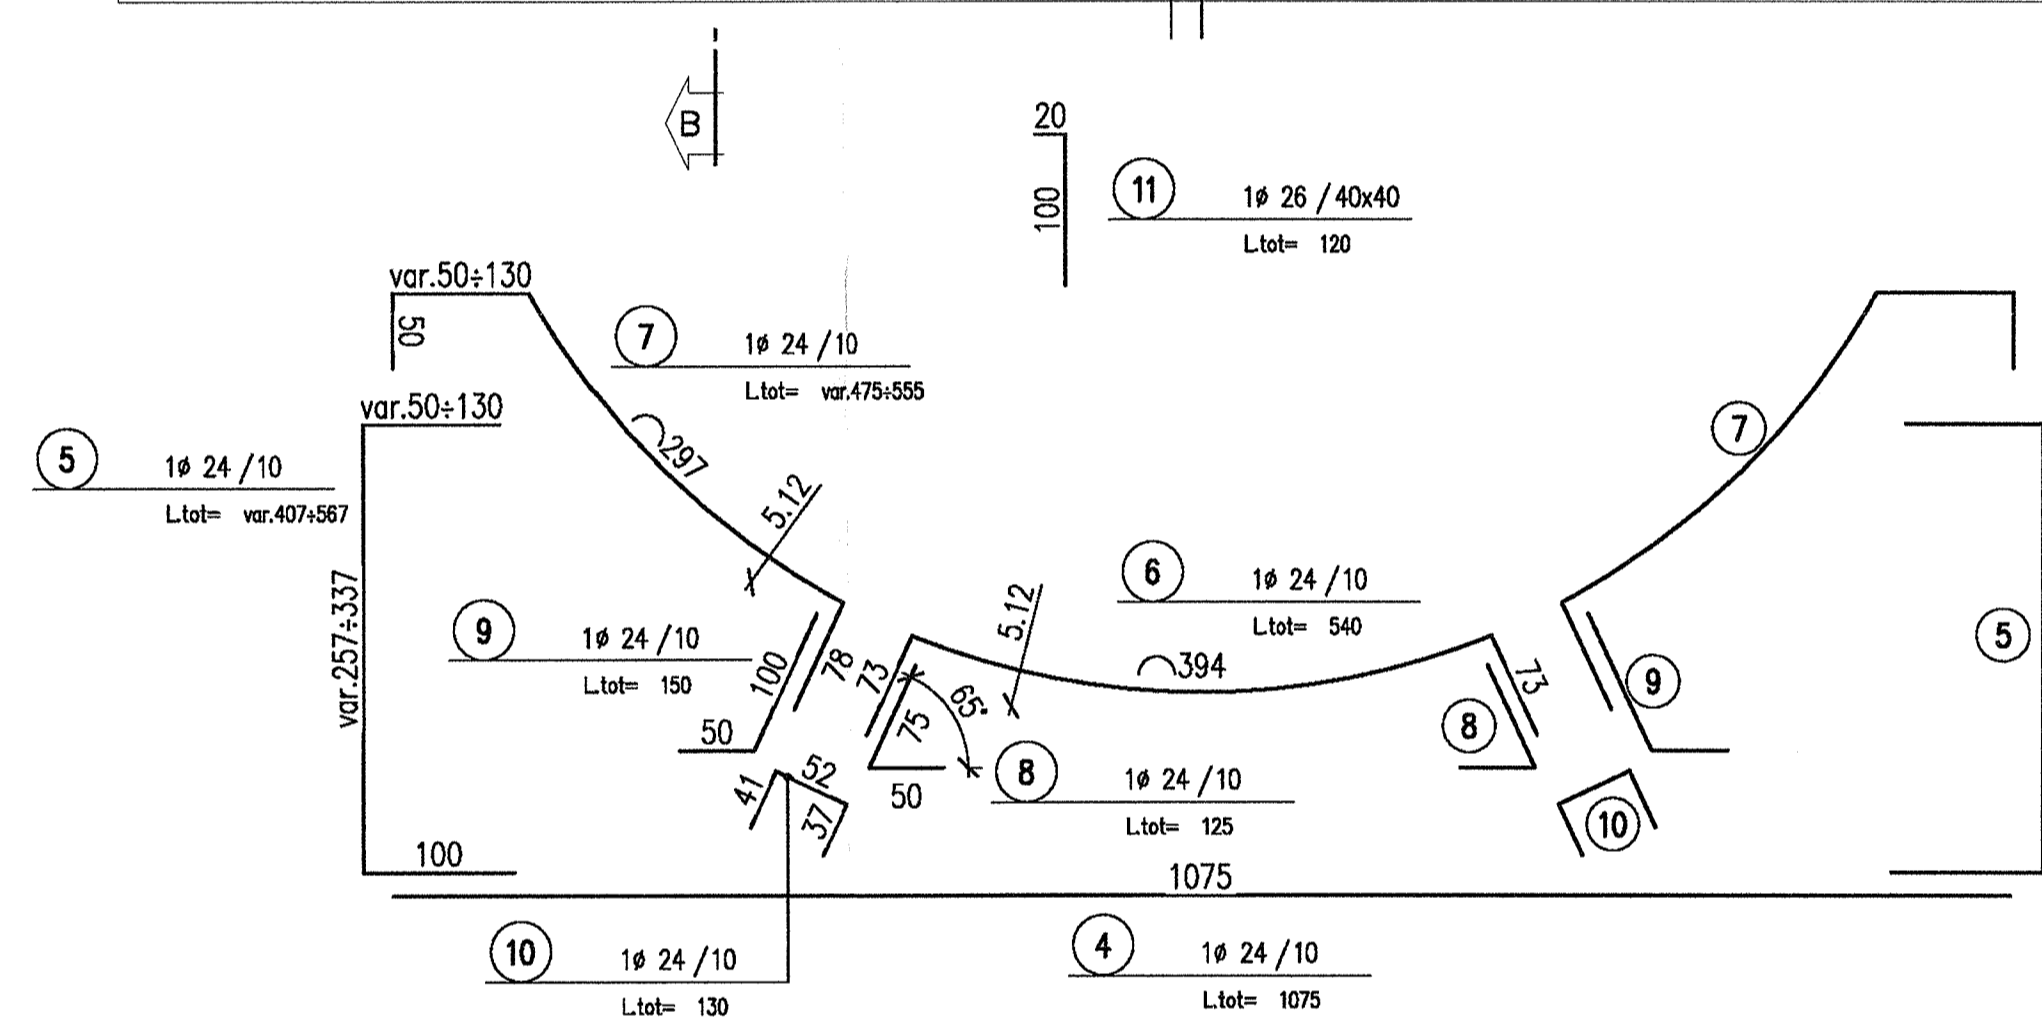 B
20
100
11
1ø 26 /40x40
L.tot= 120
var.50÷130
50
7
1ø 24 /10
L.tot= var.475÷555
var.50÷130
297
7
5
1ø 24 /10
L.tot= var.407÷567
5.12
var.257÷337
9
1ø 24 /10
L.tot= 150
100
78
50
6
1ø 24 /10
L.tot= 540
5.12
394
73
65°
75
50
8
1ø 24 /10
L.tot= 125
73
8
9
5
41
52
37
10
100
1075
10
1ø 24 /10
L.tot= 130
4
1ø 24 /10
L.tot= 1075